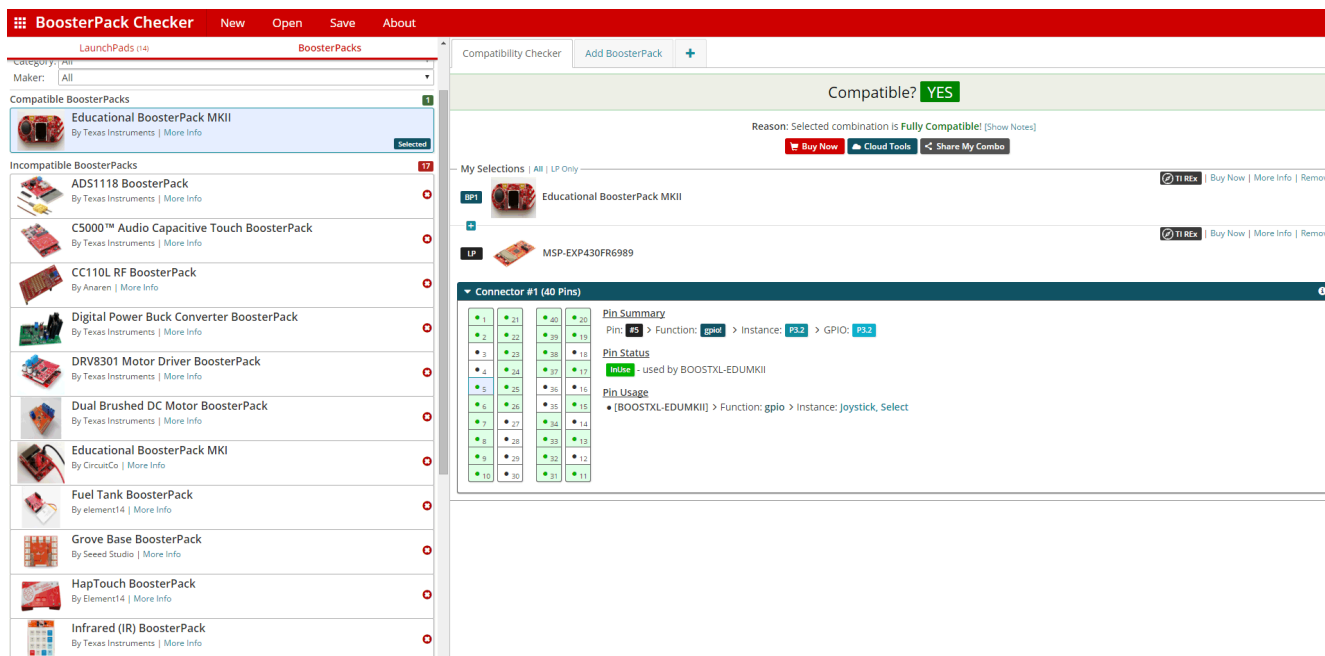 BoosterPack Checker New Open Save About
LaunchPads (14) BoosterPacks
Category: All
Maker: All
Compatible BoosterPacks 1
Educational BoosterPack MKII
By Texas Instruments | More Info
Selected
Incompatible BoosterPacks 17
ADS1118 BoosterPack
By Texas Instruments | More Info
C5000™ Audio Capacitive Touch BoosterPack
By Texas Instruments | More Info
CC110L RF BoosterPack
By Anaren | More Info
Digital Power Buck Converter BoosterPack
By Texas Instruments | More Info
DRV8301 Motor Driver BoosterPack
By Texas Instruments | More Info
Dual Brushed DC Motor BoosterPack
By Texas Instruments | More Info
Educational BoosterPack MKI
By CircuitCo | More Info
Fuel Tank BoosterPack
By element14 | More Info
Grove Base BoosterPack
By Seeed Studio | More Info
HapTouch BoosterPack
By Element14 | More Info
Infrared (IR) BoosterPack
By Texas Instruments | More Info
Compatibility Checker Add BoosterPack +
Compatible? YES
Reason: Selected combination is Fully Compatible! [Show Notes]
Buy Now Cloud Tools Share My Combo
My Selections | All | LP Only
TI REx | Buy Now | More Info | Remov
BP1 Educational BoosterPack MKII
+
TI REx | Buy Now | More Info | Remov
LP MSP-EXP430FR6989
Connector #1 (40 Pins)
1 21 40 20
2 22 39 19
3 23 38 18
4 24 37 17
5 25 36 16
6 26 35 15
7 27 34 14
8 28 33 13
9 29 32 12
10 30 31 11
Pin Summary
Pin: #5 > Function: gpio! > Instance: P3.2 > GPIO: P3.2
Pin Status
InUse - used by BOOSTXL-EDUMKII
Pin Usage
• [BOOSTXL-EDUMKII] > Function: gpio > Instance: Joystick, Select